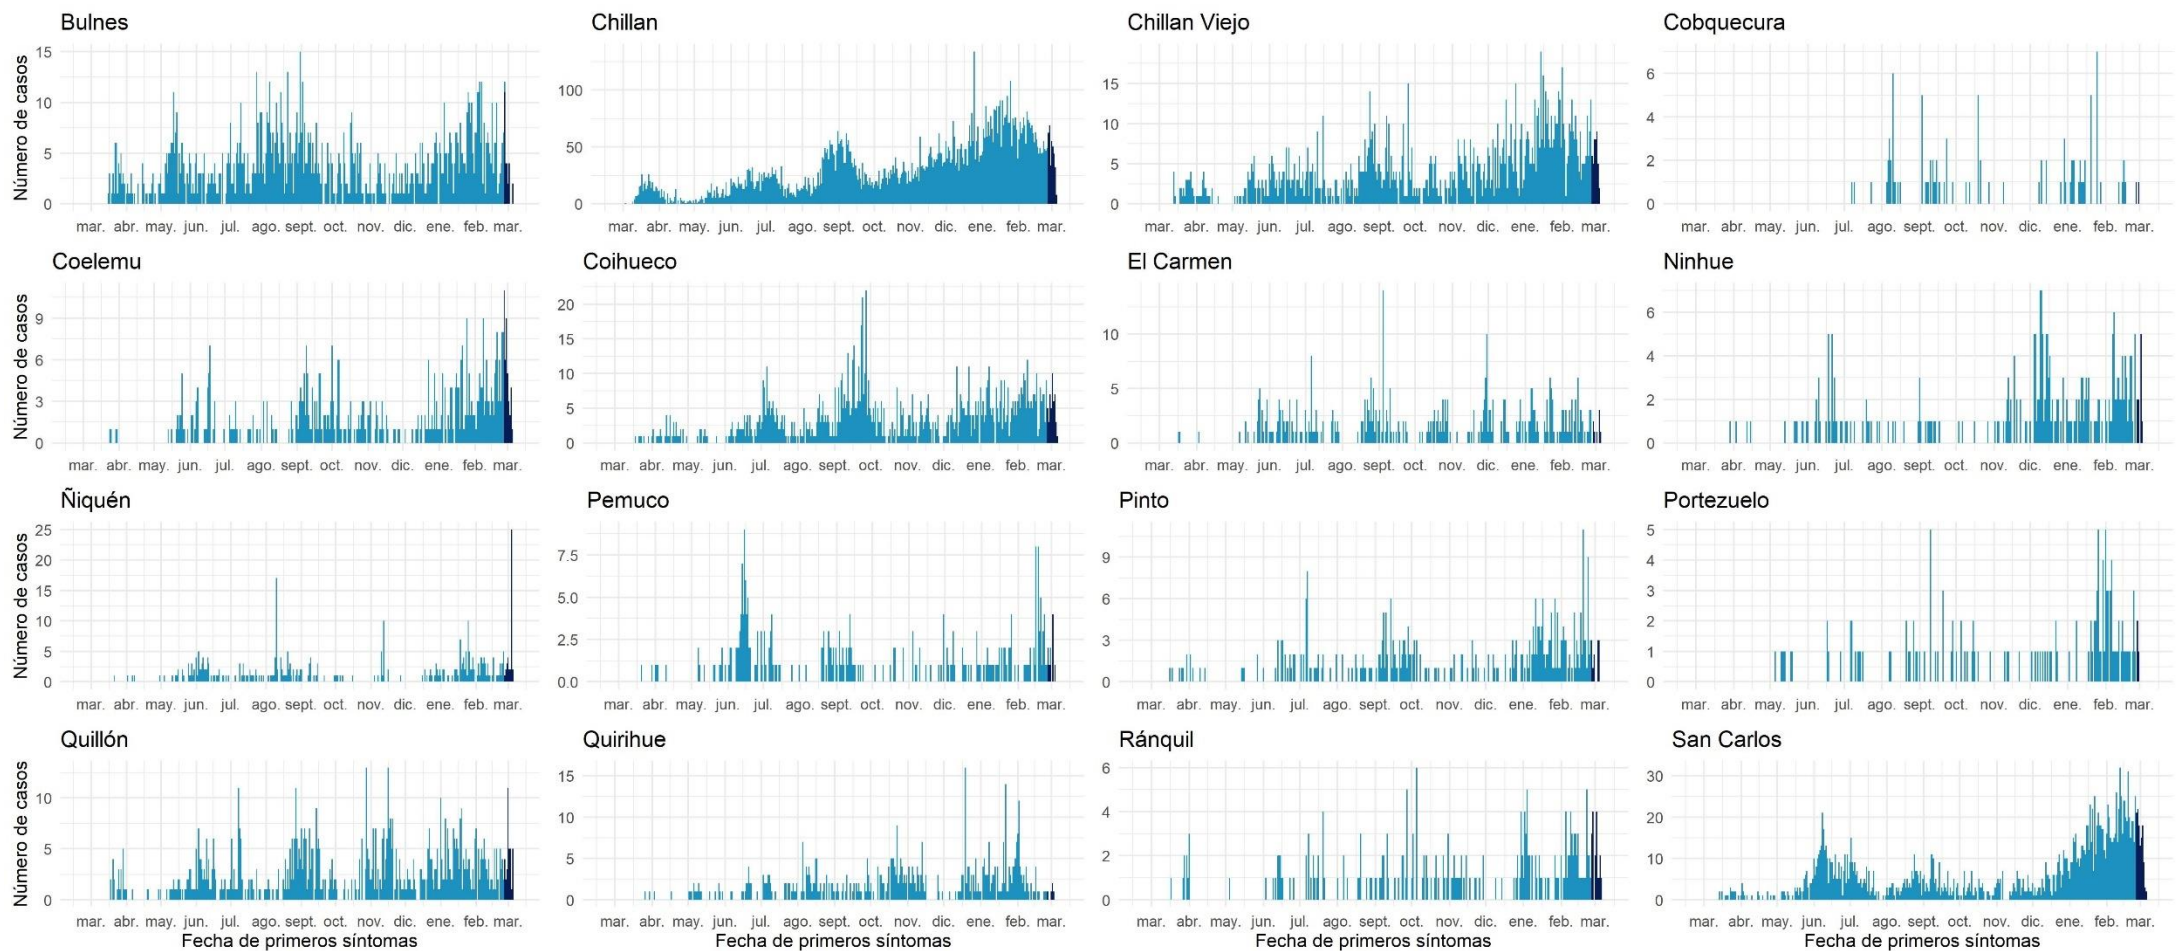 Bulnes
Número de casos
15
10
5
0
mar. abr. may. jun. jul. ago. sept. oct. nov. dic. ene. feb. mar.
Chillan
100
50
0
mar. abr. may. jun. jul. ago. sept. oct. nov. dic. ene. feb. mar.
Chillan Viejo
15
10
5
0
mar. abr. may. jun. jul. ago. sept. oct. nov. dic. ene. feb. mar.
Cobquecura
6
4
2
0
mar. abr. may. jun. jul. ago. sept. oct. nov. dic. ene. feb. mar.
Coelemu
Número de casos
9
6
3
0
mar. abr. may. jun. jul. ago. sept. oct. nov. dic. ene. feb. mar.
Coihueco
20
15
10
5
0
mar. abr. may. jun. jul. ago. sept. oct. nov. dic. ene. feb. mar.
El Carmen
10
5
0
mar. abr. may. jun. jul. ago. sept. oct. nov. dic. ene. feb. mar.
Ninhue
6
4
2
0
mar. abr. may. jun. jul. ago. sept. oct. nov. dic. ene. feb. mar.
Ñiquén
Número de casos
25
20
15
10
5
0
mar. abr. may. jun. jul. ago. sept. oct. nov. dic. ene. feb. mar.
Pemuco
7.5
5.0
2.5
0.0
mar. abr. may. jun. jul. ago. sept. oct. nov. dic. ene. feb. mar.
Pinto
9
6
3
0
mar. abr. may. jun. jul. ago. sept. oct. nov. dic. ene. feb. mar.
Portezuelo
5
4
3
2
1
0
mar. abr. may. jun. jul. ago. sept. oct. nov. dic. ene. feb. mar.
Quillón
Número de casos
10
5
0
mar. abr. may. jun. jul. ago. sept. oct. nov. dic. ene. feb. mar.
Fecha de primeros síntomas
Quirihue
15
10
5
0
mar. abr. may. jun. jul. ago. sept. oct. nov. dic. ene. feb. mar.
Fecha de primeros síntomas
Ránquil
6
4
2
0
mar. abr. may. jun. jul. ago. sept. oct. nov. dic. ene. feb. mar.
Fecha de primeros síntomas
San Carlos
30
20
10
0
mar. abr. may. jun. jul. ago. sept. oct. nov. dic. ene. feb. mar.
Fecha de primeros síntomas